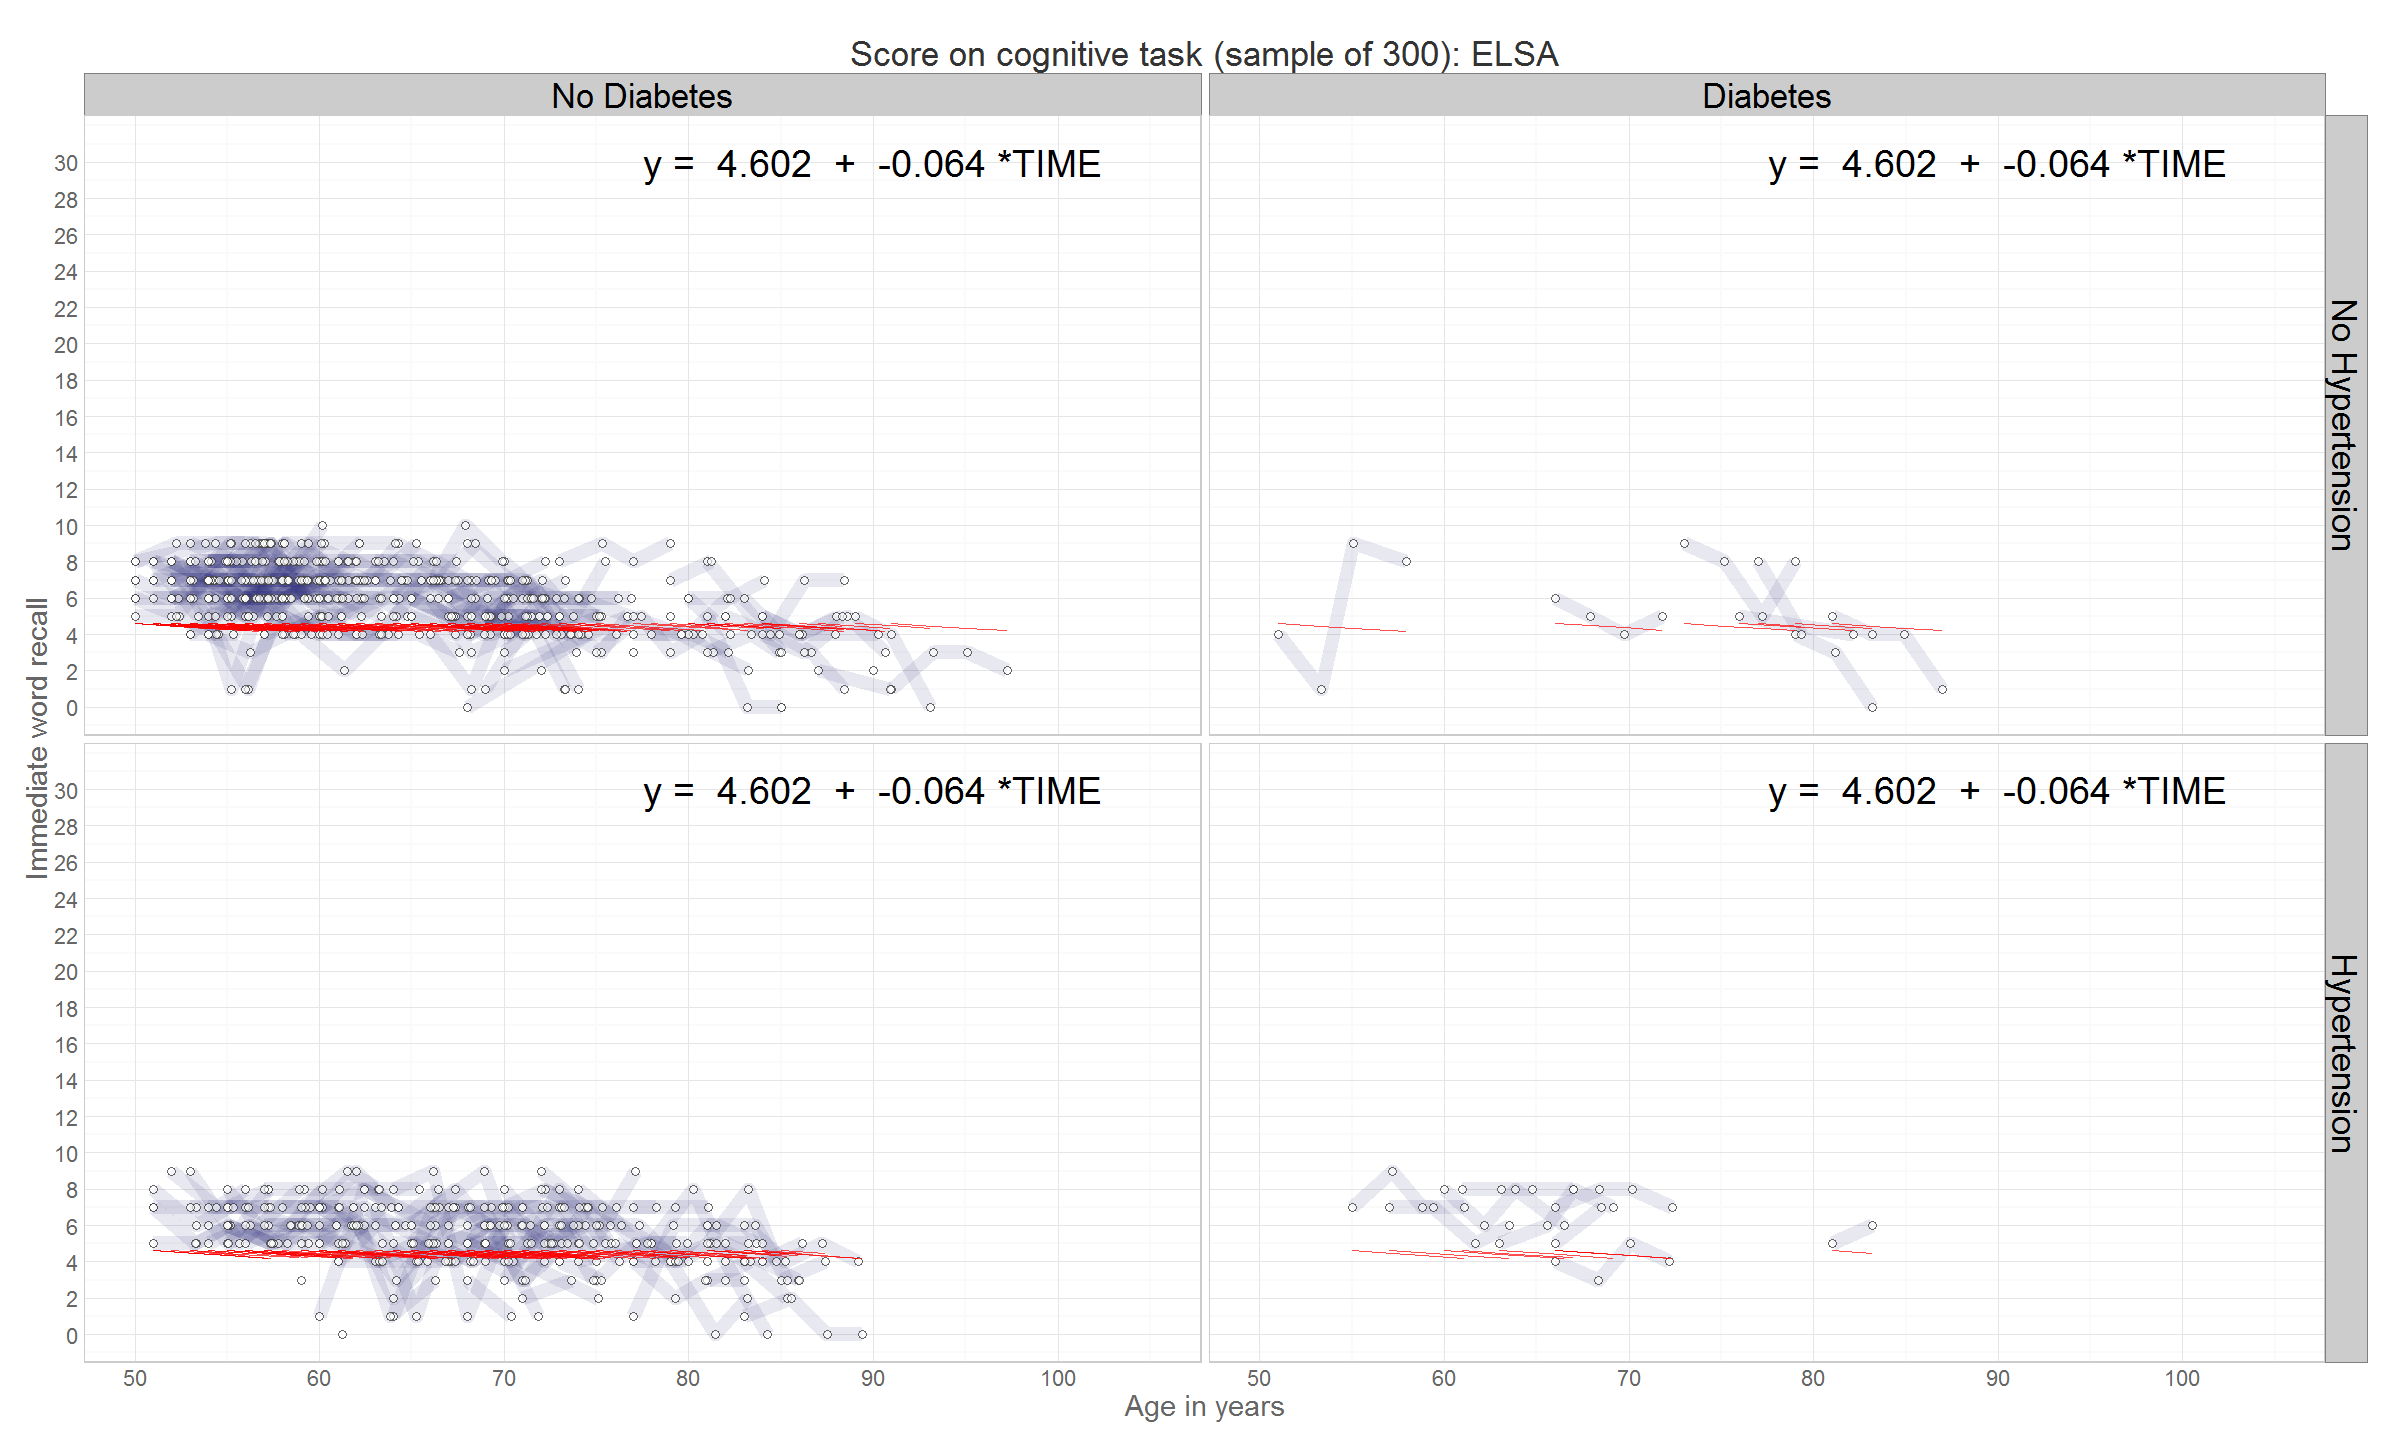 Score on cognitive task (sample of 300): ELSA
No Diabetes
Diabetes
y = 4.602 + -0.064 *TIME
y = 4.602 + -0.064 *TIME
30
28
26
24
22
20
18
16
14
12
10
8
6
4
2
0
No Hypertension
Immediate word recall
y = 4.602 + -0.064 *TIME
y = 4.602 + -0.064 *TIME
30
28
26
24
22
20
18
16
14
12
10
8
6
4
2
0
Hypertension
50 60 70 80 90 100
50 60 70 80 90 100
Age in years